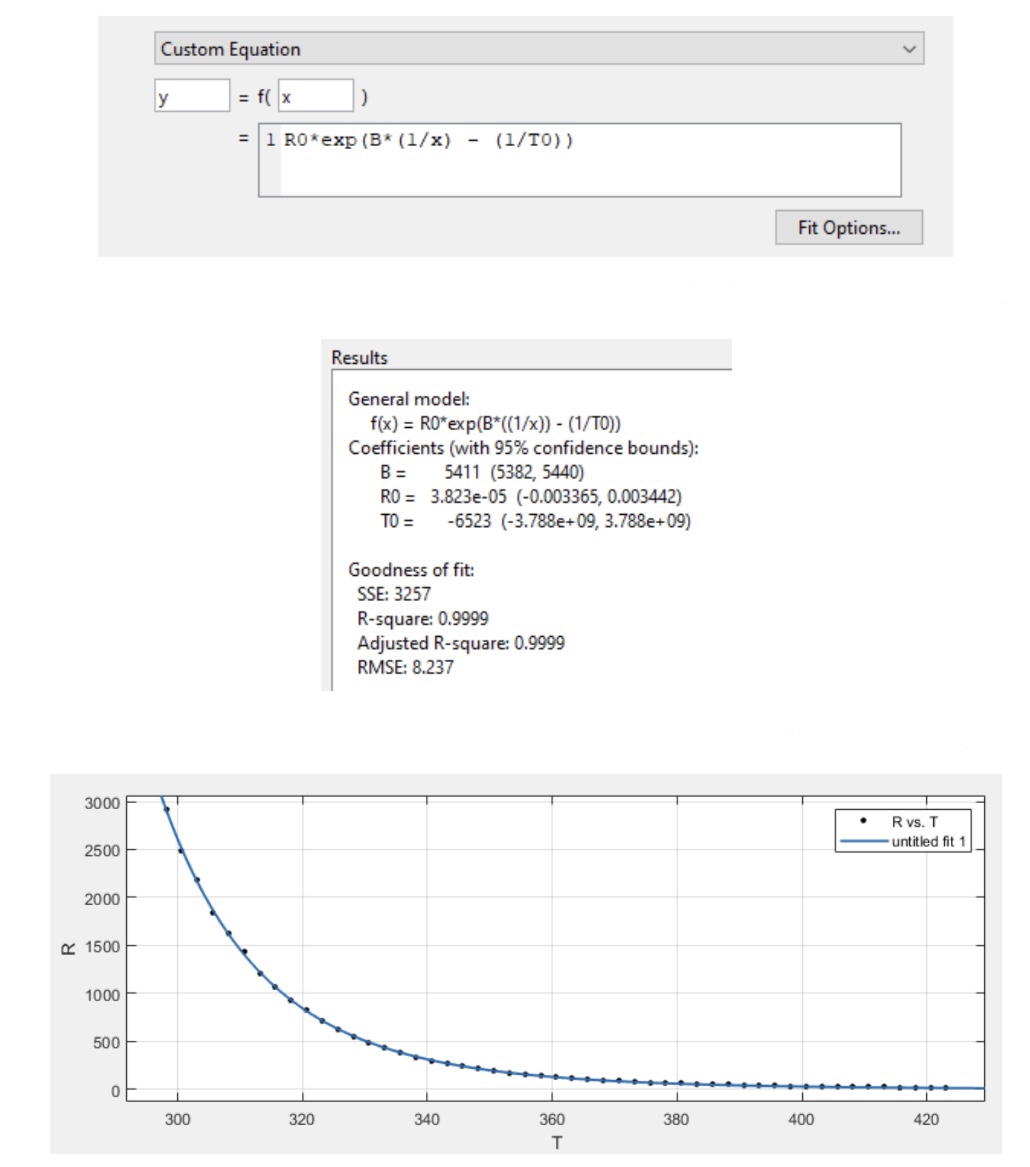 Custom Equation
y = f( x )
= 1 R0*exp(B*(1/x) - (1/T0))
Fit Options...
Results
General model:
f(x) = R0*exp(B*((1/x)) - (1/T0))
Coefficients (with 95% confidence bounds):
B = 5411 (5382, 5440)
R0 = 3.823e-05 (-0.003365, 0.003442)
T0 = -6523 (-3.788e+09, 3.788e+09)
Goodness of fit:
SSE: 3257
R-square: 0.9999
Adjusted R-square: 0.9999
RMSE: 8.237
3000
R vs. T
untitled fit 1
2500
2000
R
1500
1000
500
0
300 320 340 360 380 400 420
T